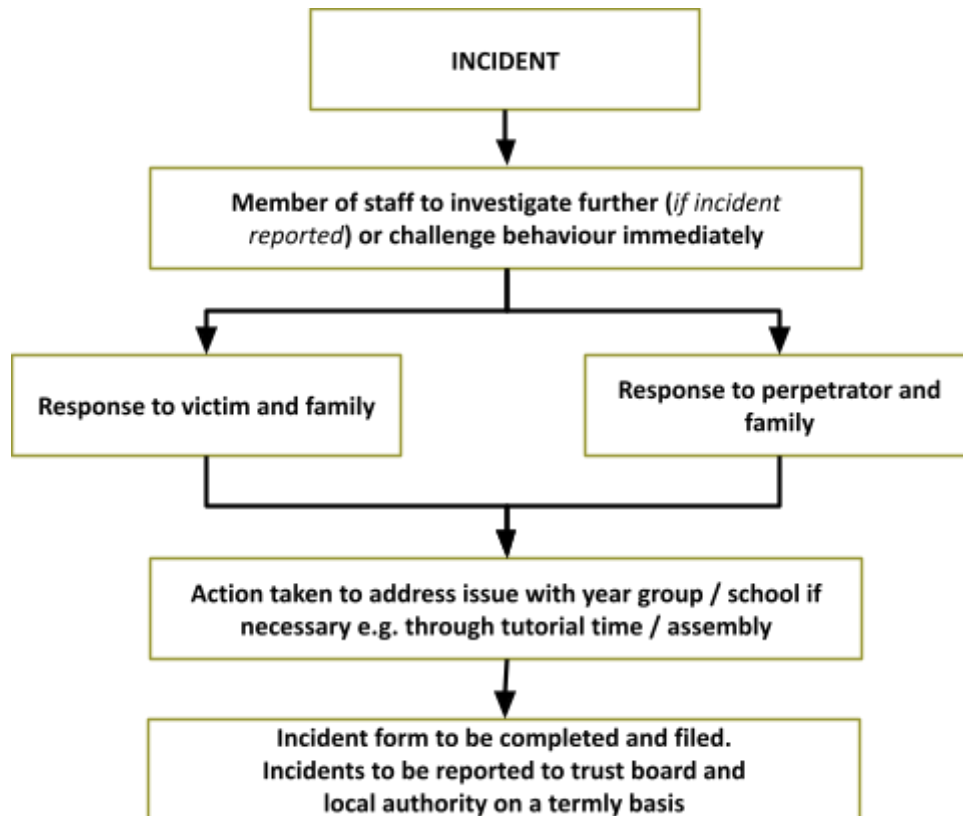 INCIDENT
Member of staff to investigate further (if incident
reported) or challenge behaviour immediately
Response to victim and family
Response to perpetrator and
family
Action taken to address issue with year group / school if
necessary e.g. through tutorial time / assembly
Incident form to be completed and filed.
Incidents to be reported to trust board and
local authority on a termly basis